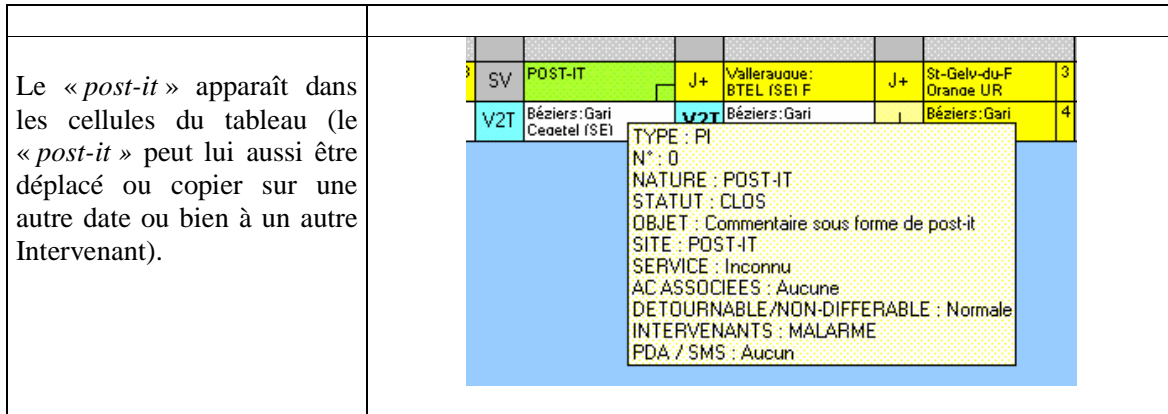 Le « post-it » apparaît dans
les cellules du tableau (le
« post-it » peut lui aussi être
déplacé ou copier sur une
autre date ou bien à un autre
Intervenant).
SV POST-IT J+ Valleraugue: J+ St-Gely-du-F 3
BTEL (SE) F Orange UR
V2T Béziers:Gari V2T Béziers:Gari Béziers:Gari 4
Cegetel (SE)
TYPE : PI
N° : 0
NATURE : POST-IT
STATUT : CLOS
OBJET : Commentaire sous forme de post-it
SITE : POST-IT
SERVICE : Inconnu
AC ASSOCIEES : Aucune
DETOURNABLE/NON-DIFFERABLE : Normale
INTERVENANTS : MALARME
PDA / SMS : Aucun